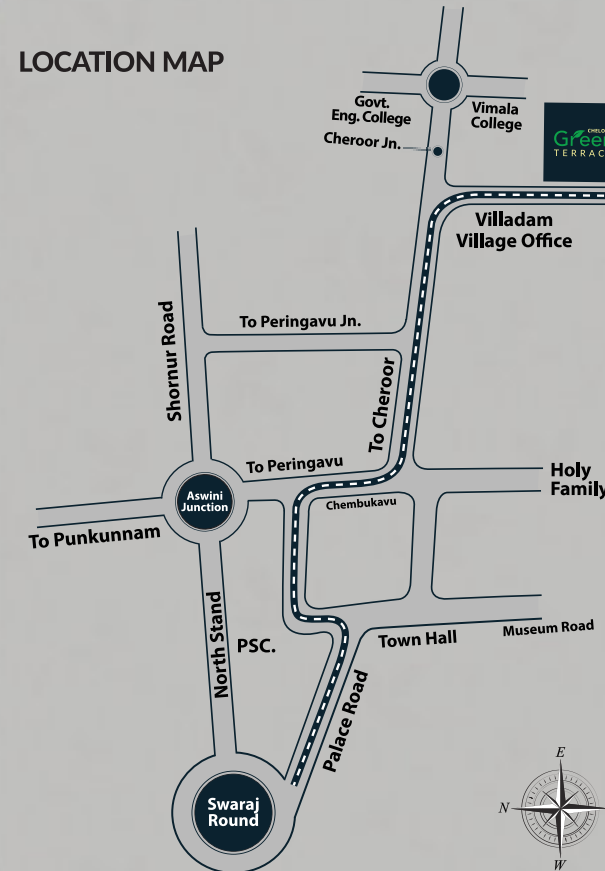 LOCATION MAP
Govt.
Eng. College
Vimala
College
Cheroor Jn.
CHELO
Green
TERRAC
Villadam
Village Office
To Peringavu Jn.
Shornur Road
To Cheroor
To Peringavu
Holy
Family
Aswini
Junction
Chembukavu
To Punkunnam
North Stand
PSC.
Town Hall
Museum Road
Palace Road
Swaraj
Round
E
N
W